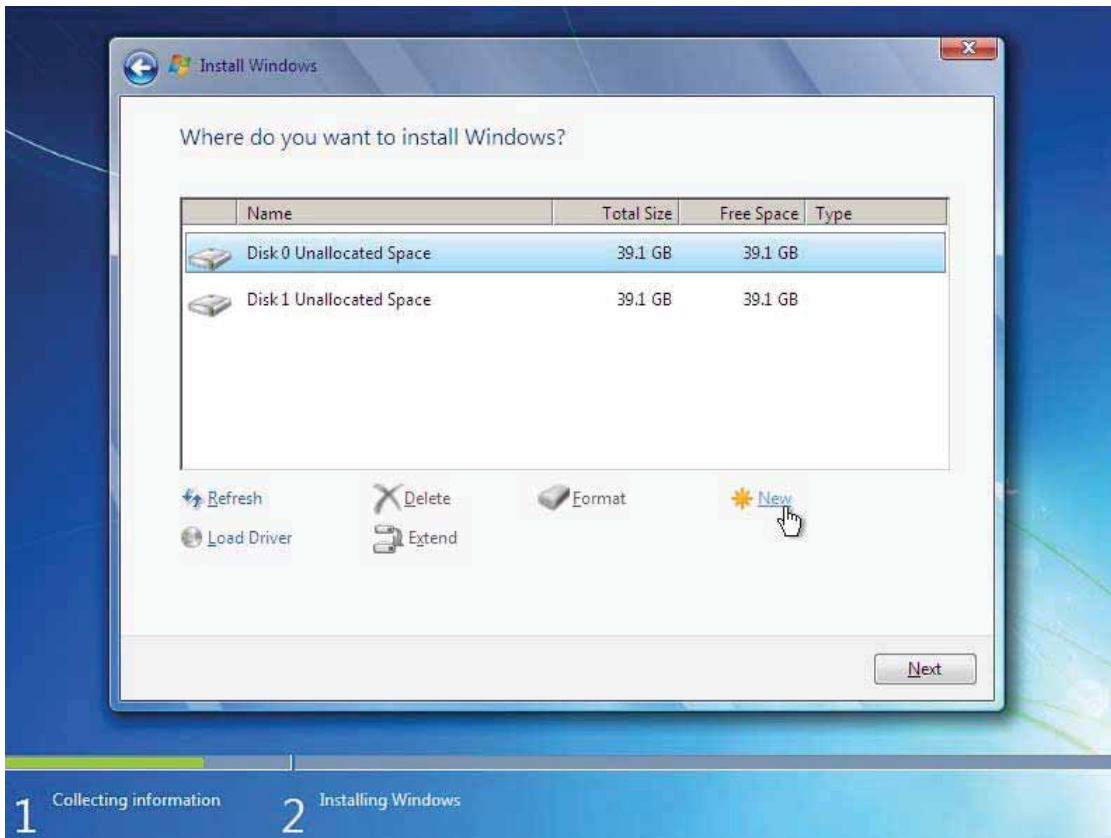 Install Windows
Where do you want to install Windows?
Name Total Size Free Space Type
Disk 0 Unallocated Space 39.1 GB 39.1 GB
Disk 1 Unallocated Space 39.1 GB 39.1 GB
Refresh Delete Format New
Load Driver Extend
Next
1 Collecting information 2 Installing Windows